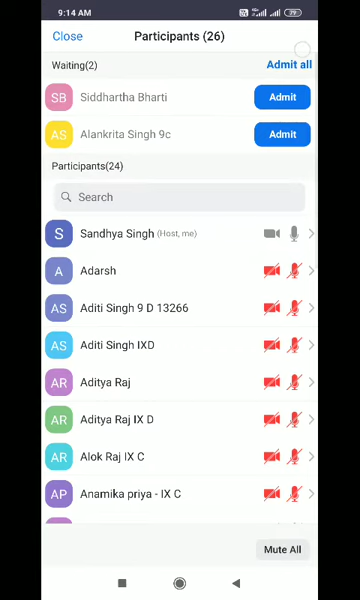 9:14 AM
79
Close Participants (26)
Waiting(2) Admit all
SB Siddhartha Bharti Admit
AS Alankrita Singh 9c Admit
Participants(24)
Search
S Sandhya Singh (Host, me)
A Adarsh
AS Aditi Singh 9 D 13266
AS Aditi Singh IXD
AR Aditya Raj
AR Aditya Raj IX D
AR Alok Raj IX C
AP Anamika priya - IX C
Mute All